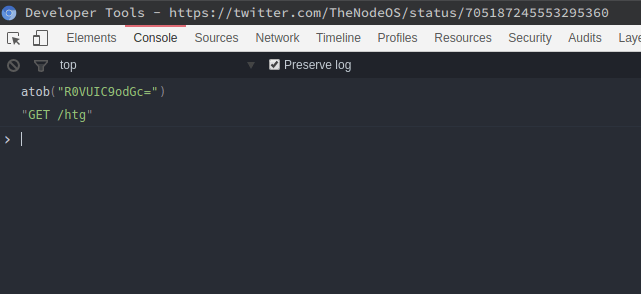 Developer Tools - https://twitter.com/TheNodeOS/status/705187245553295360
Elements Console Sources Network Timeline Profiles Resources Security Audits Laye
top Preserve log
atob("R0VUIC9odGc=")
"GET /htg"
>